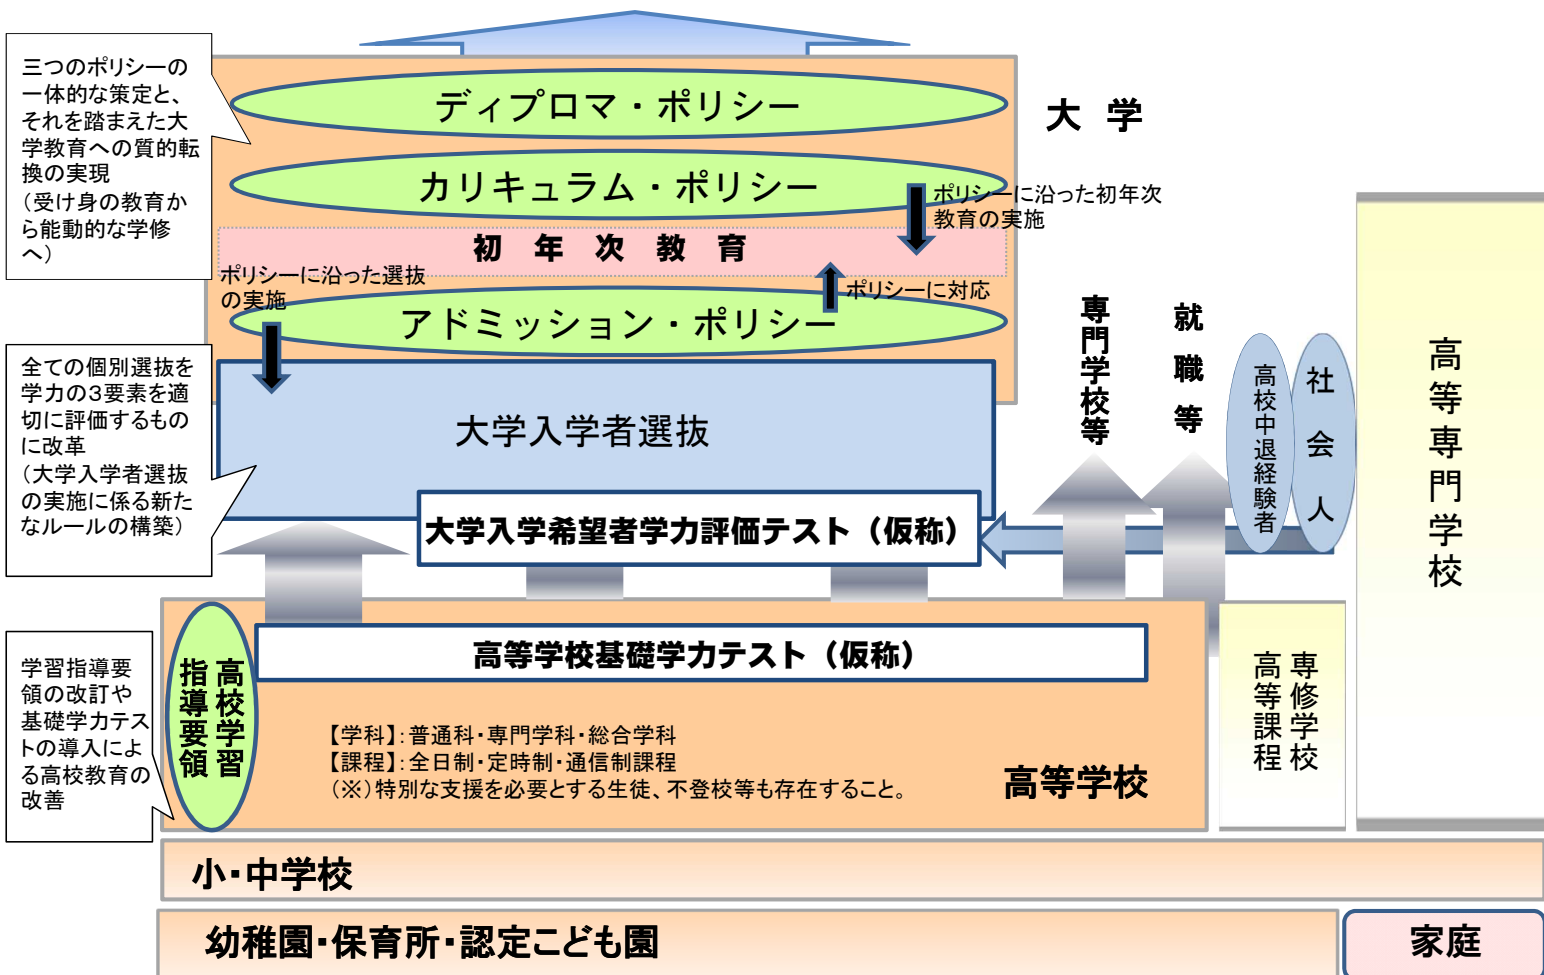 三つのポリシーの
一体的な策定と、
それを踏まえた大
学教育への質的転
換の実現
（受け身の教育か
ら能動的な学修
へ）
ディプロマ・ポリシー
大 学
カリキュラム・ポリシー
ポリシーに沿った初年次
教育の実施
初 年 次 教 育
ポリシーに沿った選抜
の実施
ポリシーに対応
アドミッション・ポリシー
全ての個別選抜を
学力の3要素を適
切に評価するもの
に改革
（大学入学者選抜
の実施に係る新た
なルールの構築）
大学入学者選抜
大学入学希望者学力評価テスト（仮称）
専門学校等
就職等
高校中退経験者
社会人
高等専門学校
学習指導要
領の改訂や
基礎学力テス
トの導入によ
る高校教育の
改善
高校学習
指導要領
高等学校基礎学力テスト（仮称）
【学科】：普通科・専門学科・総合学科
【課程】：全日制・定時制・通信制課程
（※）特別な支援を必要とする生徒、不登校等も存在すること。
高等学校
専修学校
高等課程
小・中学校
幼稚園・保育所・認定こども園
家庭